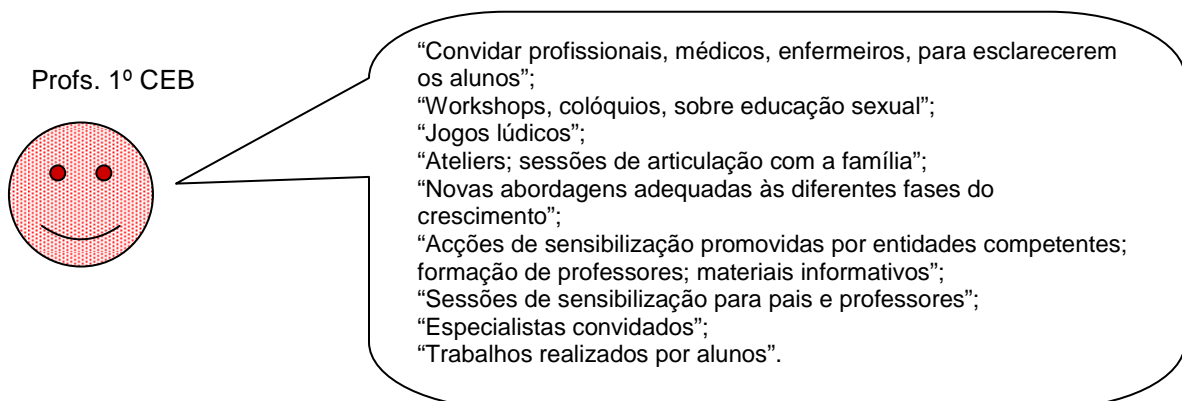 Profs. 1º CEB
“Convidar profissionais, médicos, enfermeiros, para esclarecerem
os alunos”;
“Workshops, colóquios, sobre educação sexual”;
“Jogos lúdicos”;
“Ateliers; sessões de articulação com a família”;
“Novas abordagens adequadas às diferentes fases do
crescimento”;
“Acções de sensibilização promovidas por entidades competentes;
formação de professores; materiais informativos”;
“Sessões de sensibilização para pais e professores”;
“Especialistas convidados”;
“Trabalhos realizados por alunos”.